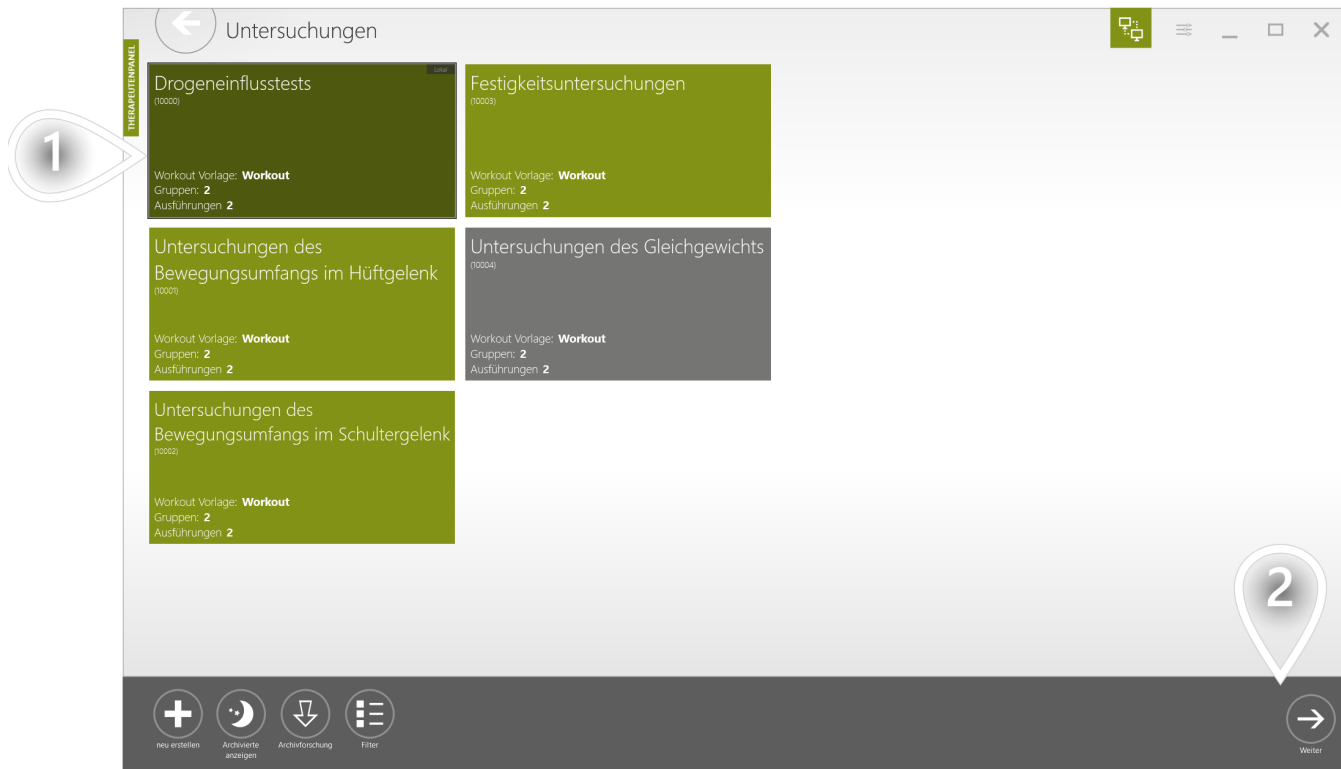 Untersuchungen
THERAPEUTENPANEL
1
Lokal
Drogeneinflusstests
(10000)
Workout Vorlage: Workout
Gruppen: 2
Ausführungen 2
Festigkeitsuntersuchungen
(10003)
Workout Vorlage: Workout
Gruppen: 2
Ausführungen 2
Untersuchungen des
Bewegungsumfangs im Hüftgelenk
(10001)
Workout Vorlage: Workout
Gruppen: 2
Ausführungen 2
Untersuchungen des Gleichgewichts
(10004)
Workout Vorlage: Workout
Gruppen: 2
Ausführungen 2
Untersuchungen des
Bewegungsumfangs im Schultergelenk
(10002)
Workout Vorlage: Workout
Gruppen: 2
Ausführungen 2
2
neu erstellen
Archivierte
anzeigen
Archivforschung
Filter
Weiter